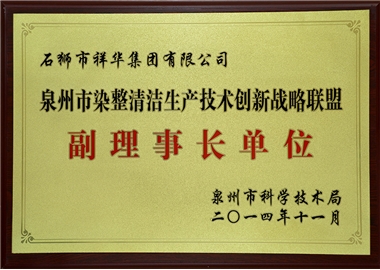 石狮市祥华集团有限公司
泉州市染整清洁生产技术创新战略联盟
副理事长单位
泉州市科学技术局
二〇一四年十一月